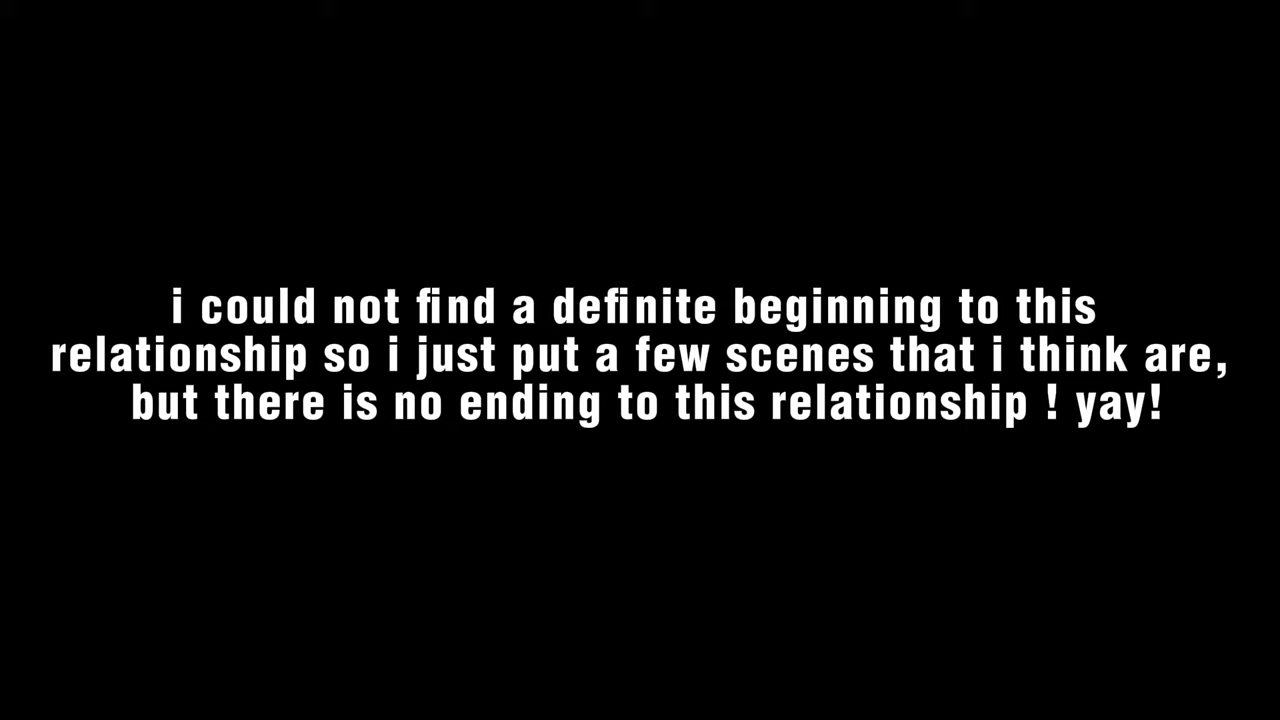 i could not find a definite beginning to this
relationship so i just put a few scenes that i think are,
but there is no ending to this relationship ! yay!